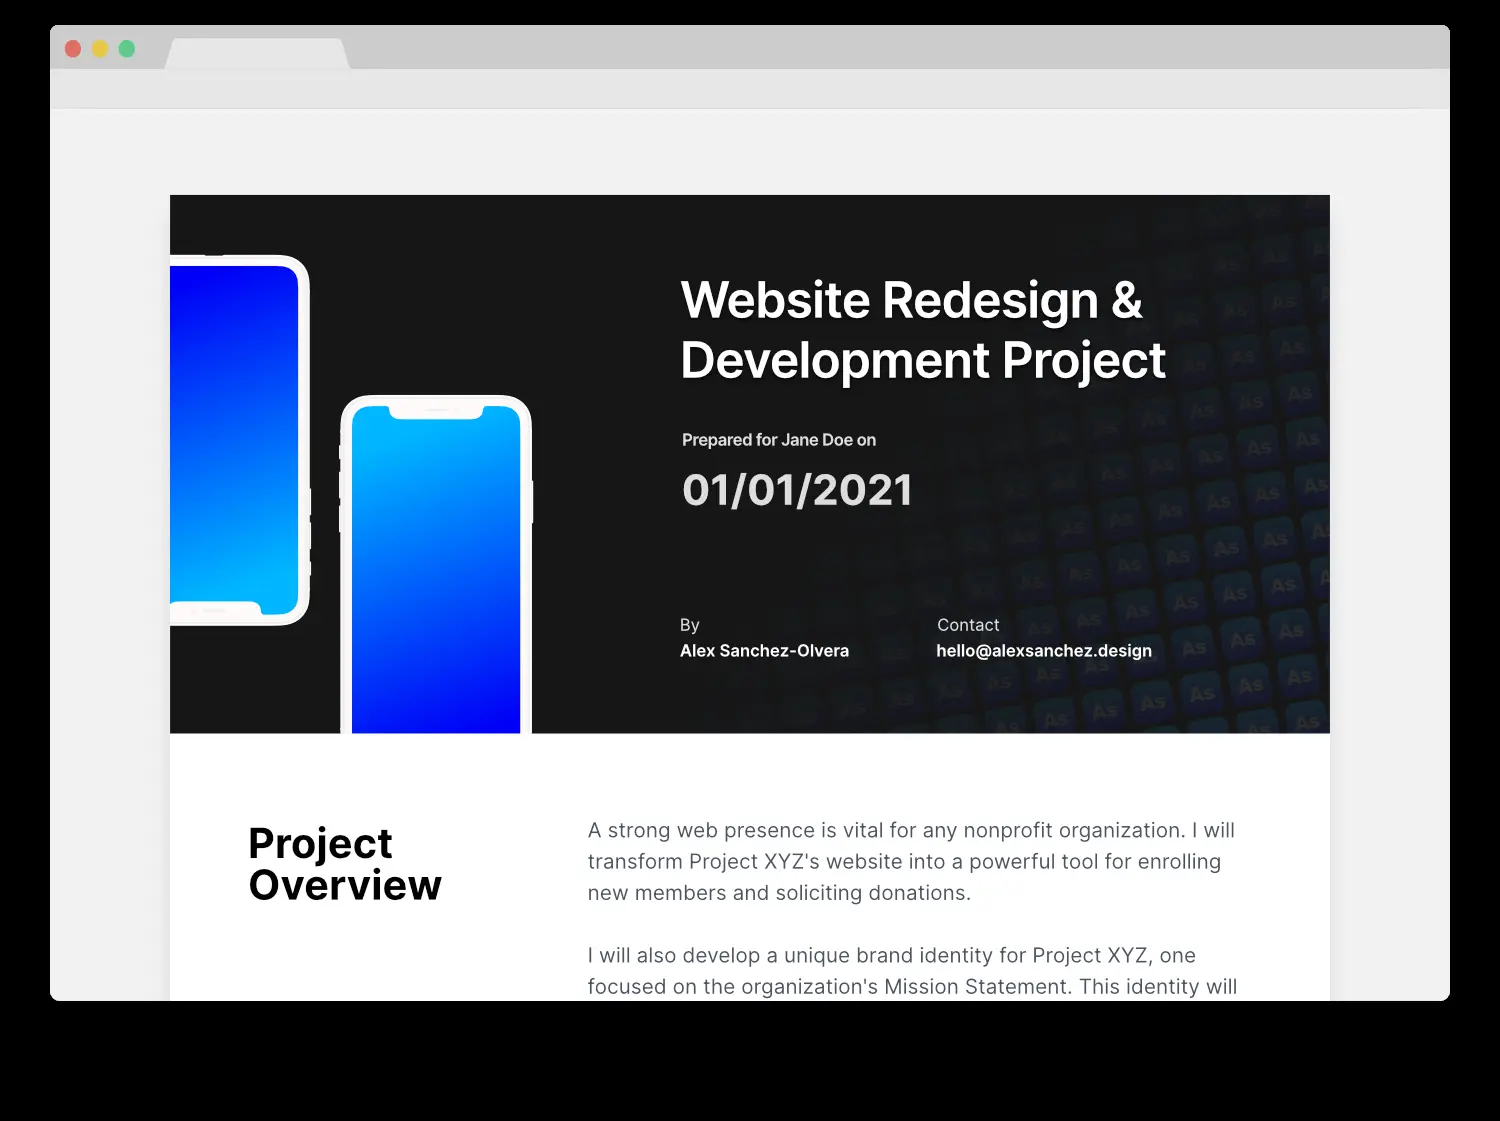 Website Redesign &
Development Project
Prepared for Jane Doe on
01/01/2021
By
Alex Sanchez-Olvera
Contact
hello@alexsanchez.design
Project
Overview
A strong web presence is vital for any nonprofit organization. I will
transform Project XYZ's website into a powerful tool for enrolling
new members and soliciting donations.
I will also develop a unique brand identity for Project XYZ, one
focused on the organization's Mission Statement. This identity will